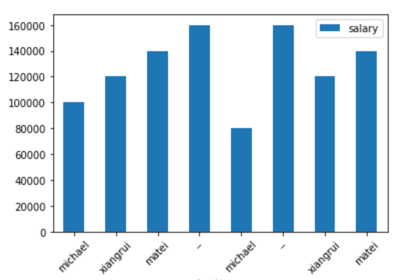 160000
salary
140000
120000
100000
80000
60000
40000
20000
0
michael
xiangrui
matei
–
michael
–
xiangrui
matei